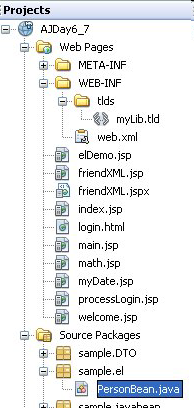 Projects
AJDay6_7
Web Pages
META-INF
WEB-INF
tlds
myLib.tld
web.xml
elDemo.jsp
friendXML.jsp
friendXML.jspx
index.jsp
login.html
main.jsp
math.jsp
myDate.jsp
processLogin.jsp
welcome.jsp
Source Packages
sample.DTO
sample.el
PersonBean.java
sample.javabean